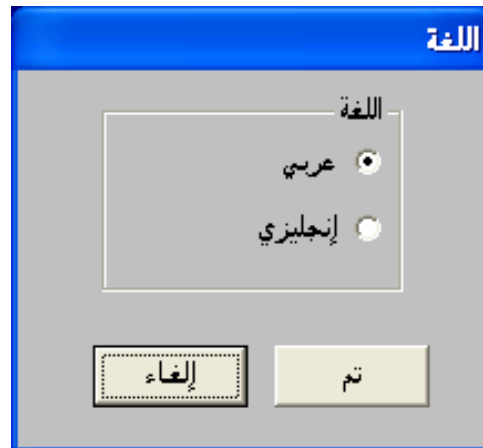 اللغة
اللغة
عربي
إنجليزي
تم
إلغاء